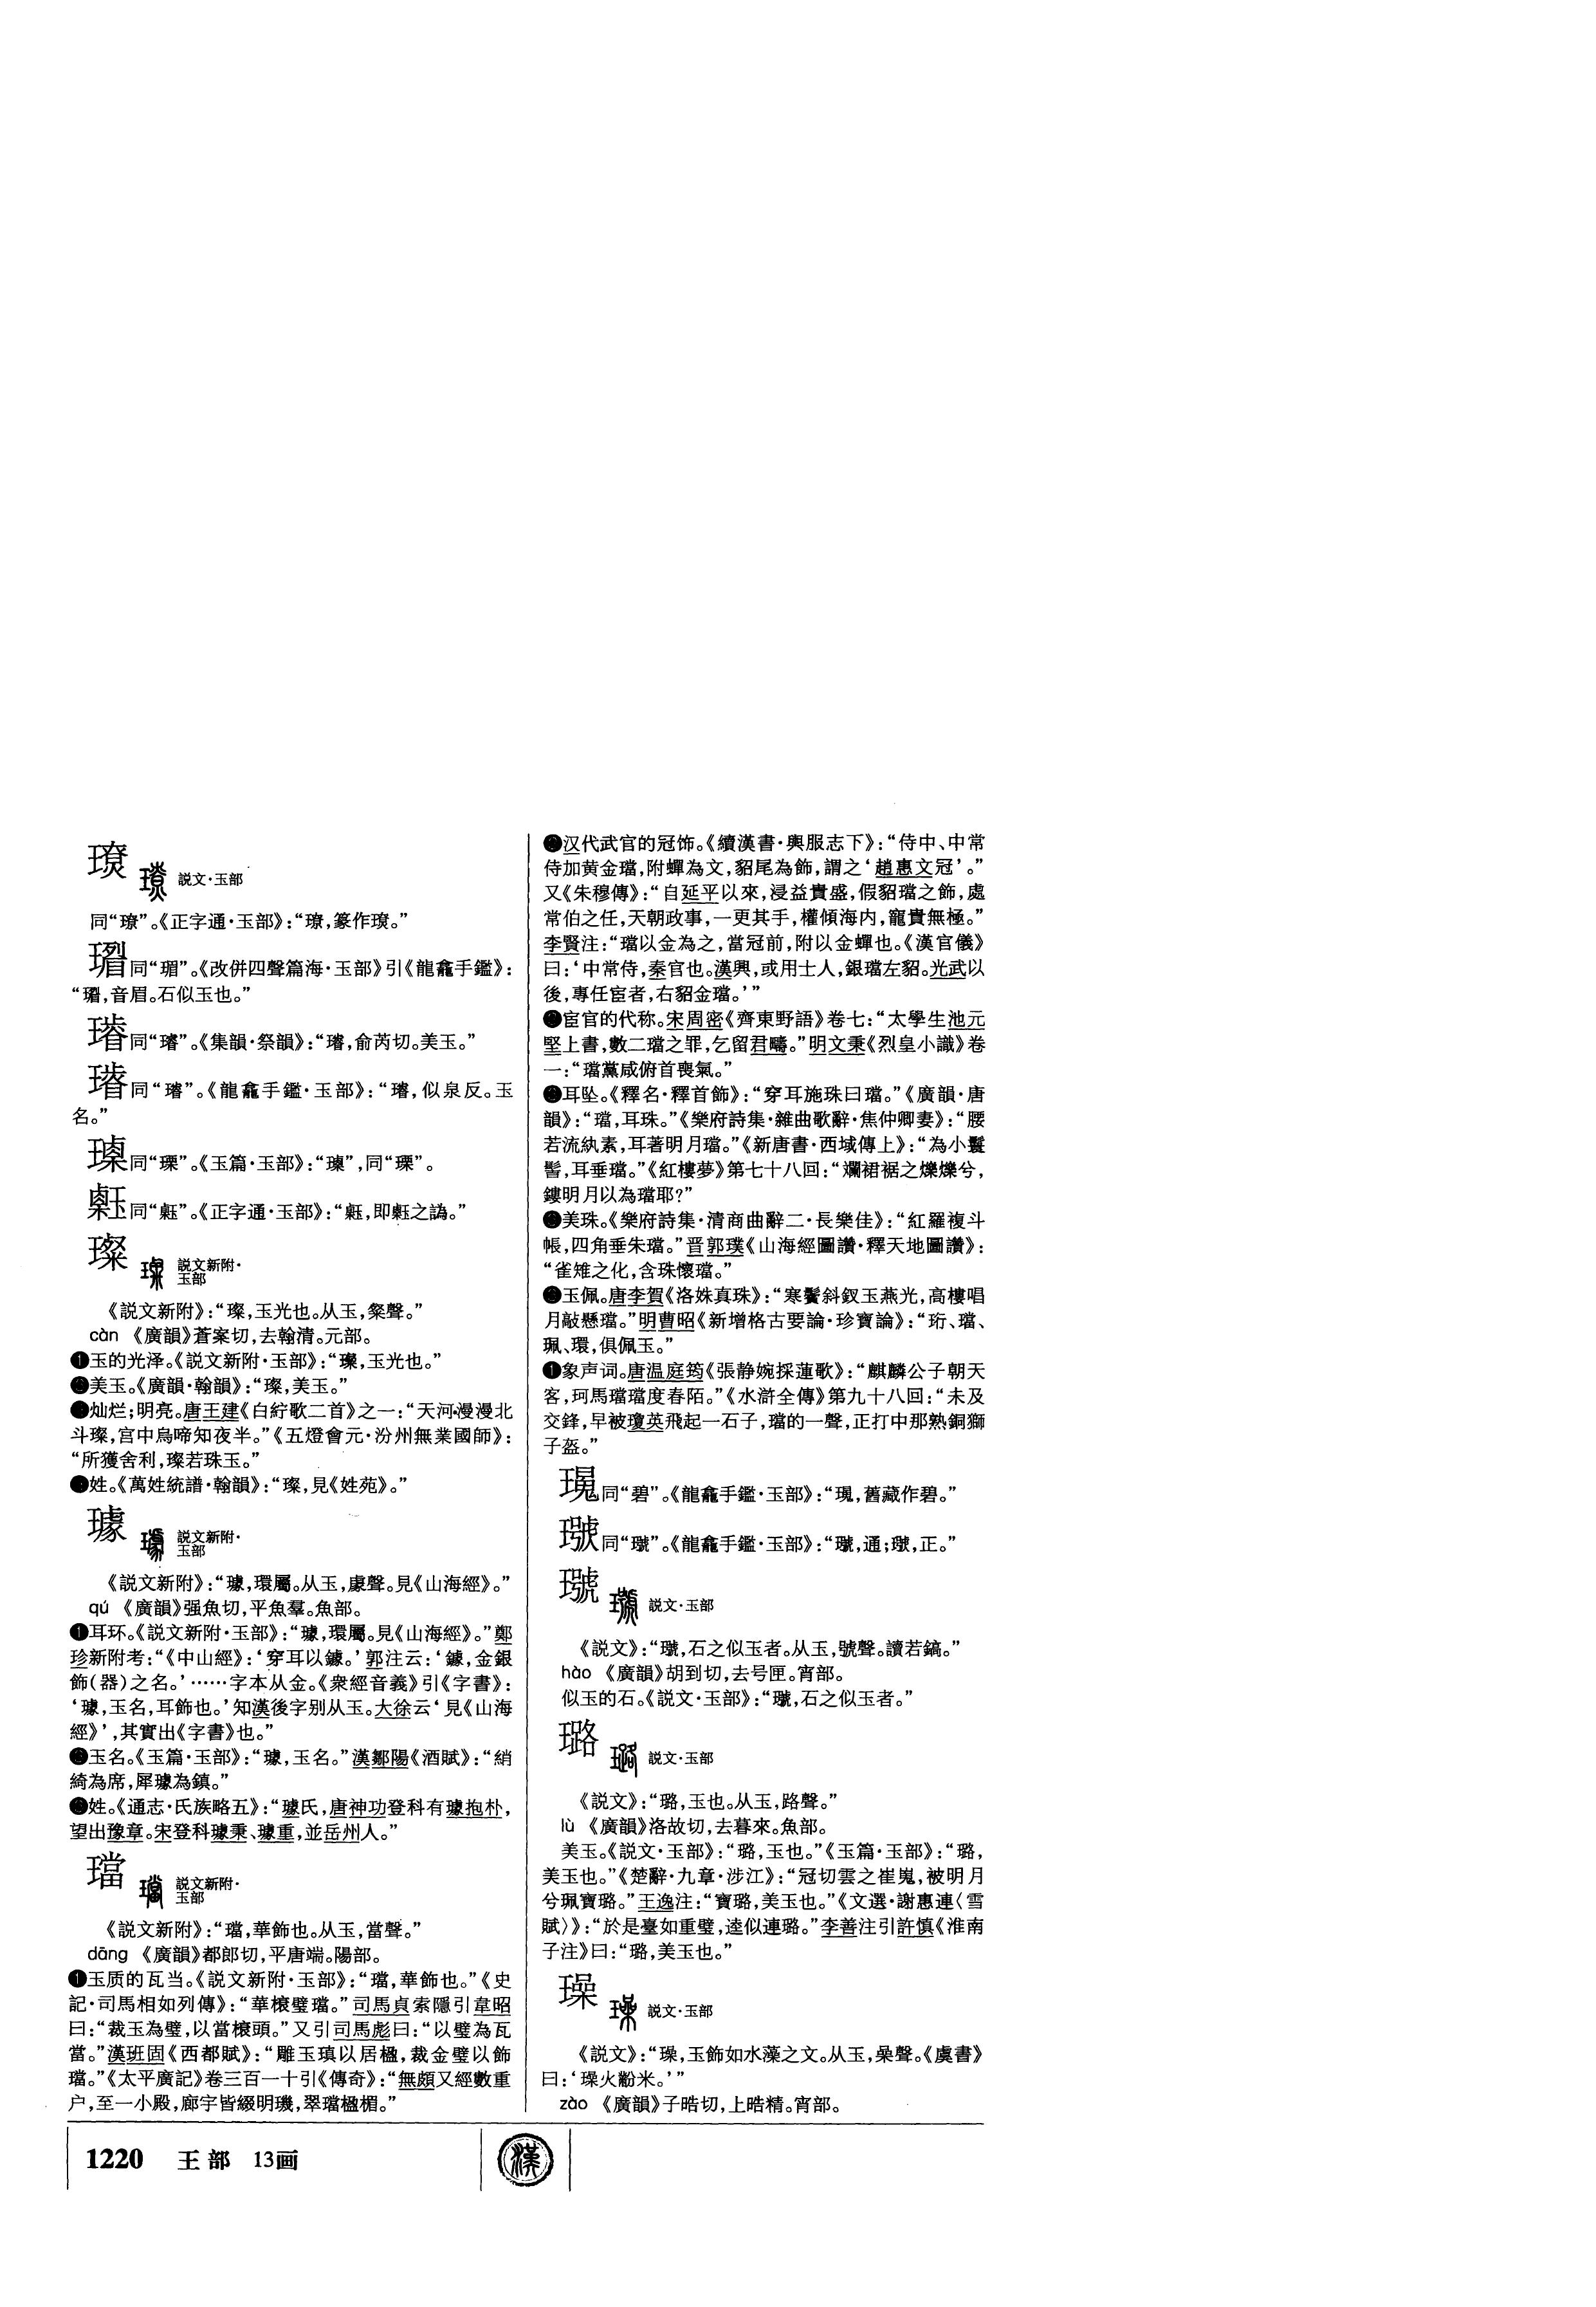 説文·玉部
同“璙”。《正字通·玉部》：“璙，篆作
同“瑂”。《改併四聲篇海·玉部》引《龍龕手鑑》：
音眉。石似玉也。”
同“璿”。《集韻·祭韻》：“璿，俞芮切。美玉。”
同“璿”。《龍龕手鑑·玉部》：“璿，似泉反。玉
名。”
《玉篇·玉部》：
《正字通·玉部》：
璨
説文新附·
玉部
《説文新附》：“璨，玉光也。从玉，粲聲。”
càn 《廣韻》蒼案切，去翰清。元部。
❶玉的光泽。《説文新附·玉部》：“璨，玉光也。”
美玉。《廣韻·翰韻》：“璨，美玉。”
灿烂；明亮。唐王建《白紵歌二首》之一：“天河漫漫北
斗璨，宫中烏啼知夜半。”《五燈會元·汾州無業國師》：
“所獲舍利，璨若珠玉。”
姓。《萬姓統譜·翰韻》：“璨，見《姓苑》。”
璩
説文新附·
玉部
《説文新附》：“璩，環屬。从玉，豦聲。見《山海經》。”
qú 《廣韻》强魚切，平魚羣。魚部。
❶耳环。《説文新附·玉部》：“璩，環屬。見《山海經》。”鄭
珍新附考：“《中山經》：‘穿耳以鐻。’郭注云：‘鐻，金銀
飾（器）之名。’……字本从金。《衆經音義》引《字書》：
‘璩，玉名，耳飾也。’知漢後字别从玉。大徐云‘見《山海
經》’，其實出《字書》也。”
玉名。《玉篇·玉部》：“璩，玉名。”漢鄒陽《酒賦》：“綃
綺為席，犀璩為鎮。”
姓。《通志·氏族略五》：“璩氏，唐神功登科有璩抱朴，
望出豫章。宋登科璩秉、璩重，並岳州人。”
璫
説文新附·
玉部
《説文新附》：“璫，華飾也。从玉，當聲。”
dāng 《廣韻》都郎切，平唐端。陽部。
❶玉质的瓦当。《説文新附·玉部》：“璫，華飾也。”《史
記·司馬相如列傳》：“華榱璧璫。”司馬貞索隱引韋昭
曰：“裁玉為璧，以當榱頭。”又引司馬彪曰：“以璧為瓦
當。”漢班固《西都賦》：“雕玉瑱以居楹，裁金璧以飾
璫。”《太平廣記》卷三百一十引《傳奇》：“無頗又經數重
户，至一小殿，廊宇皆綴明璣，翠璫楹楣。”
汉代武官的冠饰。《續漢書·輿服志下》：“侍中、中常
侍加黄金璫，附蟬為文，貂尾為飾，謂之‘趙惠文冠’。”
又《朱穆傳》：“自延平以來，浸益貴盛，假貂璫之飾，處
常伯之任，天朝政事，一更其手，權傾海内，寵貴無極。”
李賢注：“璫以金為之，當冠前，附以金蟬也。《漢官儀》
曰：‘中常侍，秦官也。漢興，或用士人，銀璫左貂。光武以
後，專任宦者，右貂金璫。’”
宦官的代称。宋周密《齊東野語》卷七：“太學生池元
堅上書，數二璫之罪，乞留君疇。”明文秉《烈皇小識》卷
一：“璫黨咸俯首喪氣。”
耳坠。《釋名·釋首飾》：“穿耳施珠曰璫。”《廣韻·唐
韻》：“璫，耳珠。”《樂府詩集·雜曲歌辭·焦仲卿妻》：“腰
若流紈素，耳著明月璫。”《新唐書·西域傳上》：“為小鬟
髻，耳垂璫。”《紅樓夢》第七十八回：“斕裙裾之爍爍兮，
鏤明月以為璫耶？”
美珠。《樂府詩集·清商曲辭二·長樂佳》：“紅羅複斗
帳，四角垂朱璫。”晋郭璞《山海經圖讚·釋天地圖讚》：
“雀雉之化，含珠懷璫。”
玉佩。唐李賀《洛姝真珠》：“寒鬢斜釵玉燕光，高樓唱
月敲懸璫。”明曹昭《新增格古要論·珍寶論》：“珩、璫、
珮、環，俱佩玉。”
❶象声词。唐温庭筠《張静婉採蓮歌》：“麒麟公子朝天
客，珂馬璫璫度春陌。”《水滸全傳》第九十八回：“未及
交鋒，早被瓊英飛起一石子，璫的一聲，正打中那熟銅獅
子盔。”
同“碧”。《龍龕手鑑·玉部》：舊藏作碧。”
《龍龕手鑑·玉部》：通；正。”
説文·玉部
《説文》：石之似玉者。从玉，號聲。讀若鎬。”
hào 《廣韻》胡到切，去号匣。宵部。
似玉的石。《説文·玉部》：石之似玉者。”
璐
説文·玉部
《説文》：“璐，玉也。从玉，路聲。”
lù 《廣韻》洛故切，去暮來。魚部。
美玉。《説文·玉部》：“璐，玉也。”《玉篇·玉部》：“璐，
美玉也。”《楚辭·九章·涉江》：“冠切雲之崔嵬，被明月
兮珮寶璐。”王逸注：“寶璐，美玉也。”《文選·謝惠連〈雪
賦〉》：“於是臺如重璧，逵似連璐。”李善注引許慎《淮南
子注》曰：“璐，美玉也。”
璪
説文·玉部
《説文》：“璪，玉飾如水藻之文。从玉，喿聲。《虞書》
曰：‘璪火黺米。’”
zǎo 《廣韻》子晧切，上晧精。宵部。
1220 王部 13画
漢